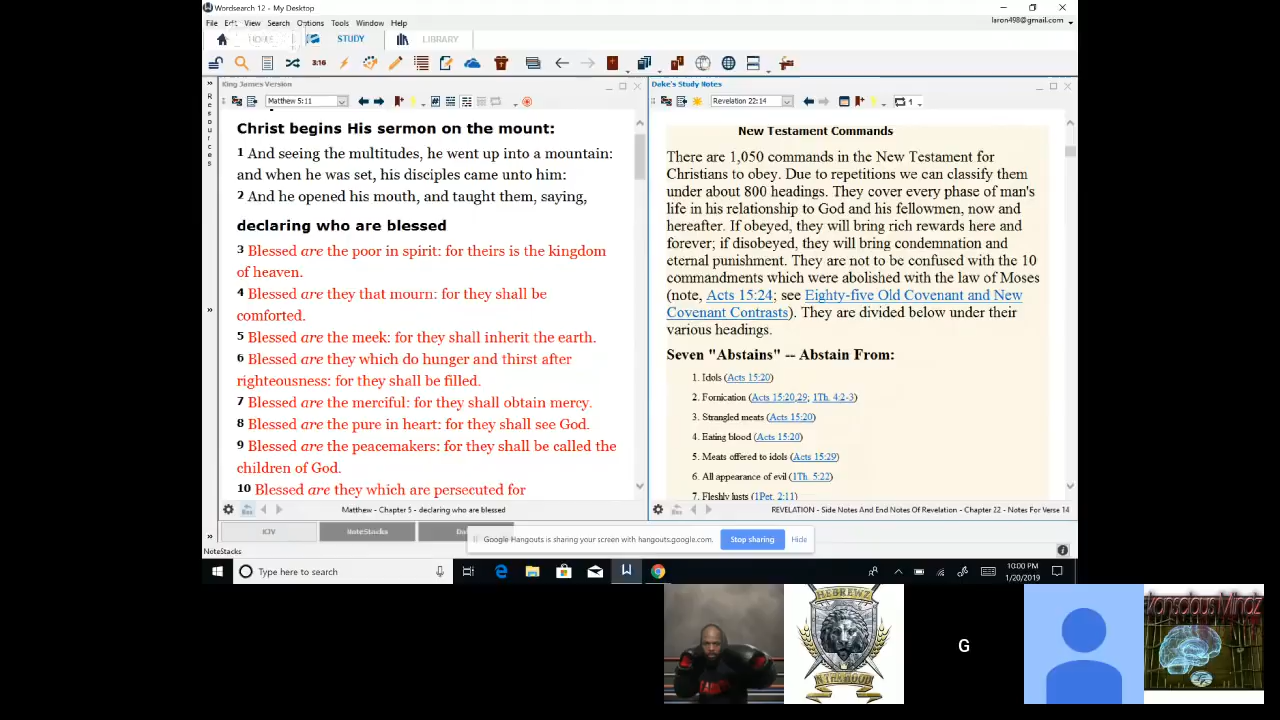 Wordsearch 12 - My Desktop
laron498@gmail.com
File Edit View Search Options Tools Window Help
HOME STUDY LIBRARY
3:16
Resources
King James Version
Matthew 5:11
Christ begins His sermon on the mount:
1 And seeing the multitudes, he went up into a mountain:
and when he was set, his disciples came unto him:
2 And he opened his mouth, and taught them, saying,
declaring who are blessed
3 Blessed are the poor in spirit: for theirs is the kingdom
of heaven.
4 Blessed are they that mourn: for they shall be
comforted.
5 Blessed are the meek: for they shall inherit the earth.
6 Blessed are they which do hunger and thirst after
righteousness: for they shall be filled.
7 Blessed are the merciful: for they shall obtain mercy.
8 Blessed are the pure in heart: for they shall see God.
9 Blessed are the peacemakers: for they shall be called the
children of God.
10 Blessed are they which are persecuted for
Matthew - Chapter 5 - declaring who are blessed
Dake's Study Notes
Revelation 22:14
1
New Testament Commands
There are 1,050 commands in the New Testament for
Christians to obey. Due to repetitions we can classify them
under about 800 headings. They cover every phase of man's
life in his relationship to God and his fellowmen, now and
hereafter. If obeyed, they will bring rich rewards here and
forever; if disobeyed, they will bring condemnation and
eternal punishment. They are not to be confused with the 10
commandments which were abolished with the law of Moses
(note, Acts 15:24; see Eighty-five Old Covenant and New
Covenant Contrasts). They are divided below under their
various headings.
Seven "Abstains" -- Abstain From:
1. Idols (Acts 15:20)
2. Fornication (Acts 15:20,29; 1Th. 4:2-3)
3. Strangled meats (Acts 15:20)
4. Eating blood (Acts 15:20)
5. Meats offered to idols (Acts 15:29)
6. All appearance of evil (1Th. 5:22)
7. Fleshly lusts (1Pet. 2:11)
REVELATION - Side Notes And End Notes Of Revelation - Chapter 22 - Notes For Verse 14
KJV NoteStacks
Google Hangouts is sharing your screen with hangouts.google.com. Stop sharing Hide
NoteStacks
Type here to search
10:00 PM
1/20/2019
HEBREWZ
N THA HOOD
G
Konscious Mindz